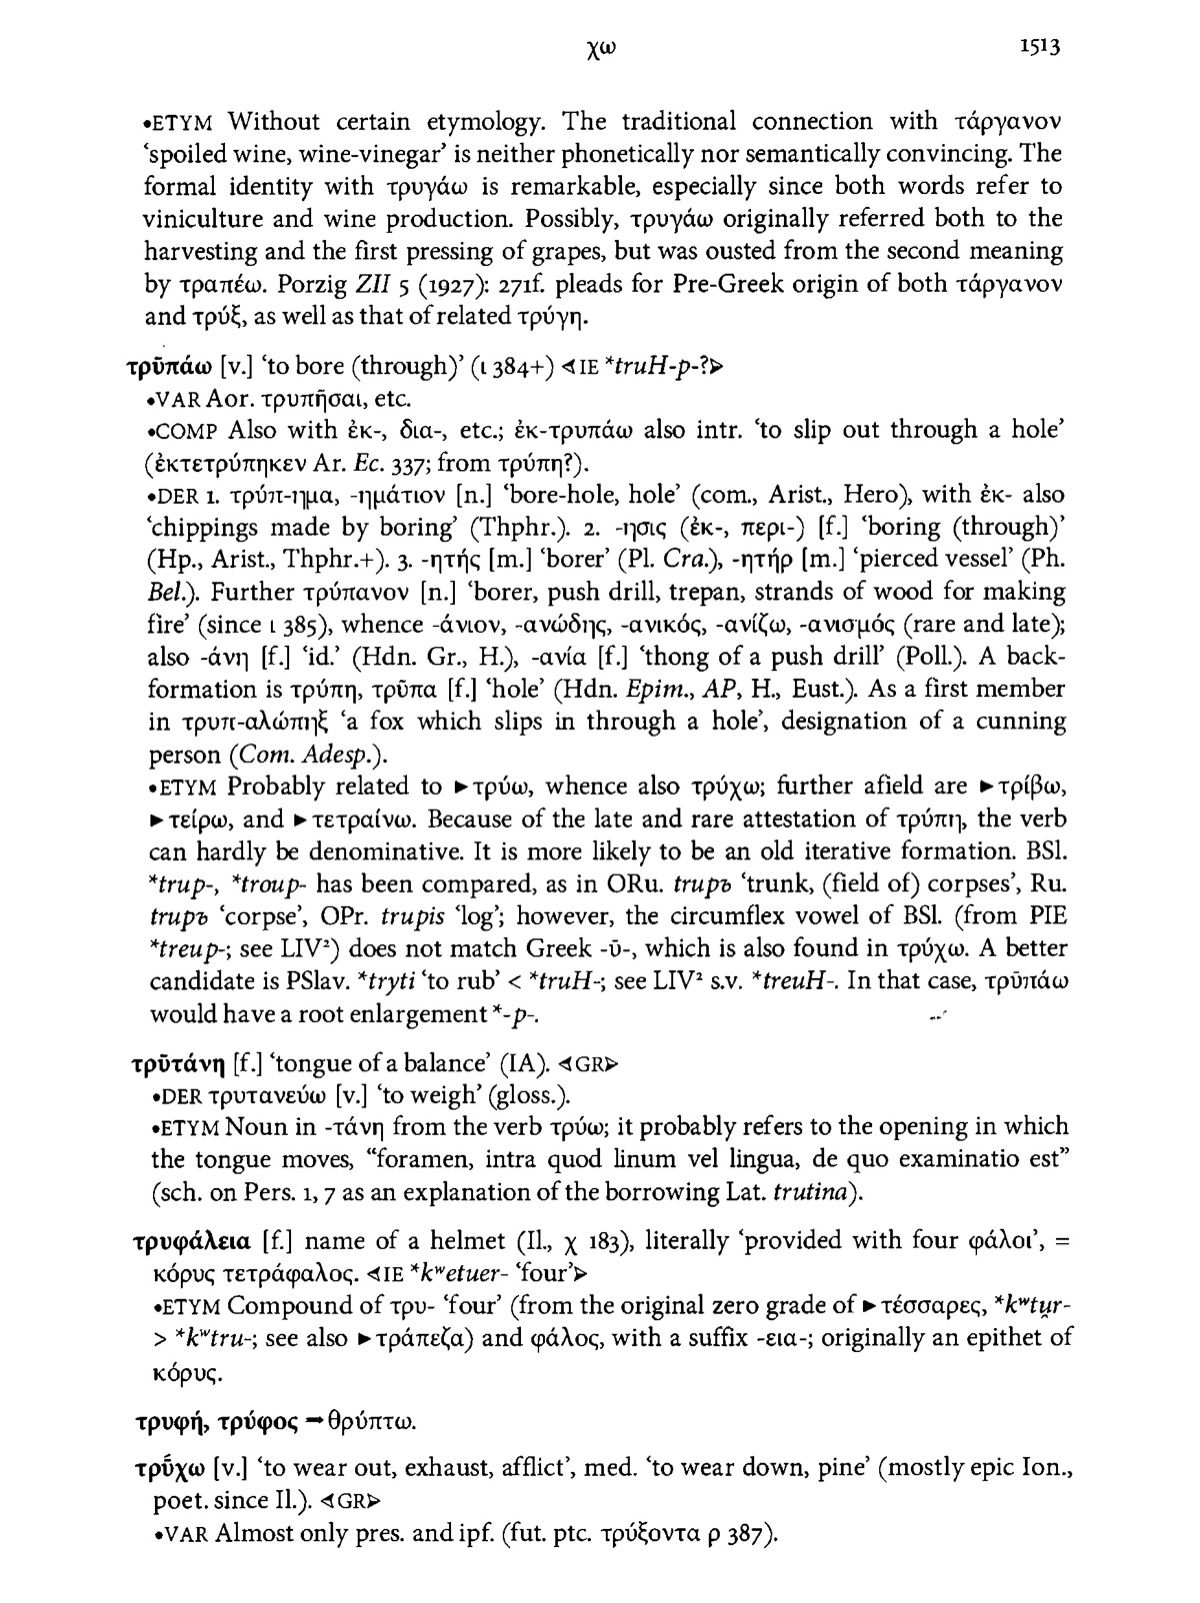 χω 1513
•ETYM Without certain etymology. The traditional connection with τάργανον
‘spoiled wine, wine-vinegar’ is neither phonetically nor semantically convincing. The
formal identity with τρυγάω is remarkable, especially since both words refer to
viniculture and wine production. Possibly, τρυγάω originally referred both to the
harvesting and the first pressing of grapes, but was ousted from the second meaning
by τραπέω. Porzig ZII 5 (1927): 271f. pleads for Pre-Greek origin of both τάργανον
and τρύξ, as well as that of related τρύγη.
τρῡπάω [v.] ‘to bore (through)’ (ι 384+) ⋖IE *truH-p-?⋗
•VAR Aor. τρυπῆσαι, etc.
•COMP Also with ἐκ-, δια-, etc.; ἐκ-τρυπάω also intr. ‘to slip out through a hole’
(ἐκτετρύπηκεν Ar. Ec. 337; from τρύπη?).
•DER 1. τρύπ-ημα, -ημάτιον [n.] ‘bore-hole, hole’ (com., Arist., Hero), with ἐκ- also
‘chippings made by boring’ (Thphr.). 2. -ησις (ἐκ-, περι-) [f.] ‘boring (through)’
(Hp., Arist., Thphr.+). 3. -ητής [m.] ‘borer’ (Pl. Cra.), -ητήρ [m.] ‘pierced vessel’ (Ph.
Bel.). Further τρύπανον [n.] ‘borer, push drill, trepan, strands of wood for making
fire’ (since ι 385), whence -άνιον, -ανώδης, -ανικός, -ανίζω, -ανισμός (rare and late);
also -άνη [f.] ‘id.’ (Hdn. Gr., H.), -ανία [f.] ‘thong of a push drill’ (Poll.). A back-
formation is τρύπη, τρῦπα [f.] ‘hole’ (Hdn. Epim., AP, H., Eust.). As a first member
in τρυπ-αλώπηξ ‘a fox which slips in through a hole’, designation of a cunning
person (Com. Adesp.).
•ETYM Probably related to ►τρύω, whence also τρύχω; further afield are ►τρίβω,
►τείρω, and ►τετραίνω. Because of the late and rare attestation of τρύπη, the verb
can hardly be denominative. It is more likely to be an old iterative formation. BSl.
*trup-, *troup- has been compared, as in ORu. trupъ ‘trunk, (field of) corpses’, Ru.
trupъ ‘corpse’, OPr. trupis ‘log’; however, the circumflex vowel of BSl. (from PIE
*treup-; see LIV²) does not match Greek -ῡ-, which is also found in τρύχω. A better
candidate is PSlav. *tryti ‘to rub’ < *truH-; see LIV² s.v. *treuH-. In that case, τρῡπάω
would have a root enlargement *-p-.
τρῡτάνη [f.] ‘tongue of a balance’ (IA). ⋖GR⋗
•DER τρυτανεύω [v.] ‘to weigh’ (gloss.).
•ETYM Noun in -τάνη from the verb τρύω; it probably refers to the opening in which
the tongue moves, “foramen, intra quod linum vel lingua, de quo examinatio est”
(sch. on Pers. 1, 7 as an explanation of the borrowing Lat. trutina).
τρυφάλεια [f.] name of a helmet (Il., χ 183), literally ‘provided with four φάλοι’, =
κόρυς τετράφαλος. ⋖IE *kʷetuer- ‘four’⋗
•ETYM Compound of τρυ- ‘four’ (from the original zero grade of ►τέσσαρες, *kʷtu̯r-
> *kʷtru-; see also ►τράπεζα) and φάλος, with a suffix -εια-; originally an epithet of
κόρυς.
τρυφή, τρύφος ➡θρύπτω.
τρῡ́χω [v.] ‘to wear out, exhaust, afflict’, med. ‘to wear down, pine’ (mostly epic Ion.,
poet. since Il.). ⋖GR⋗
•VAR Almost only pres. and ipf. (fut. ptc. τρύξοντα ρ 387).